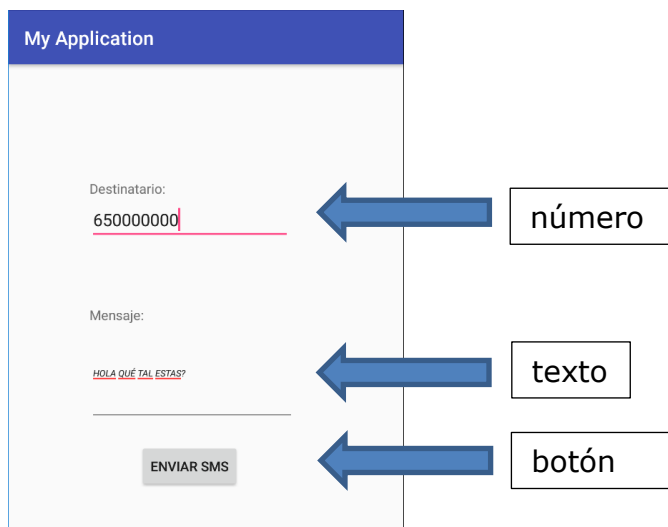 My Application
Destinatario:
650000000
número
Mensaje:
HOLA QUÉ TAL ESTAS?
texto
ENVIAR SMS
botón